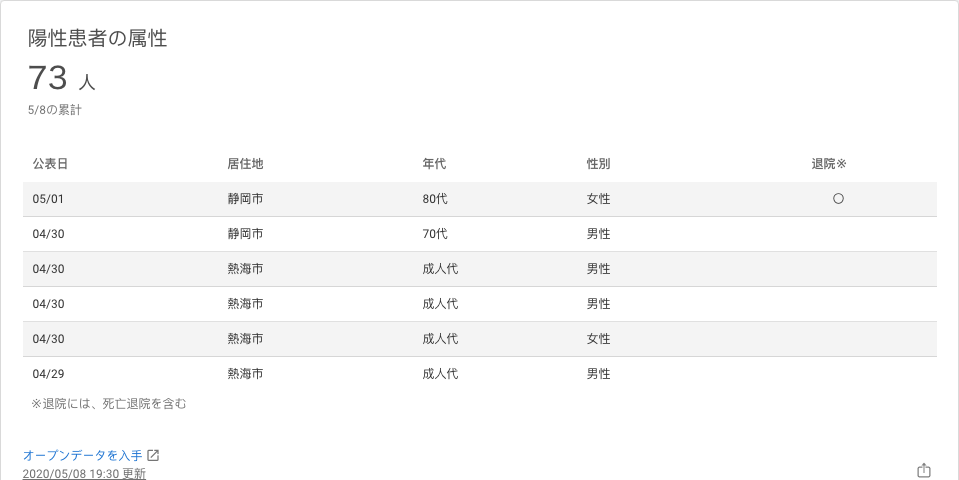 陽性患者の属性
73 人
5/8の累計
公表日 居住地 年代 性別 退院※
05/01 静岡市 80代 女性 〇
04/30 静岡市 70代 男性
04/30 熱海市 成人代 男性
04/30 熱海市 成人代 男性
04/30 熱海市 成人代 女性
04/29 熱海市 成人代 男性
※退院には、死亡退院を含む
オープンデータを入手
2020/05/08 19:30 更新